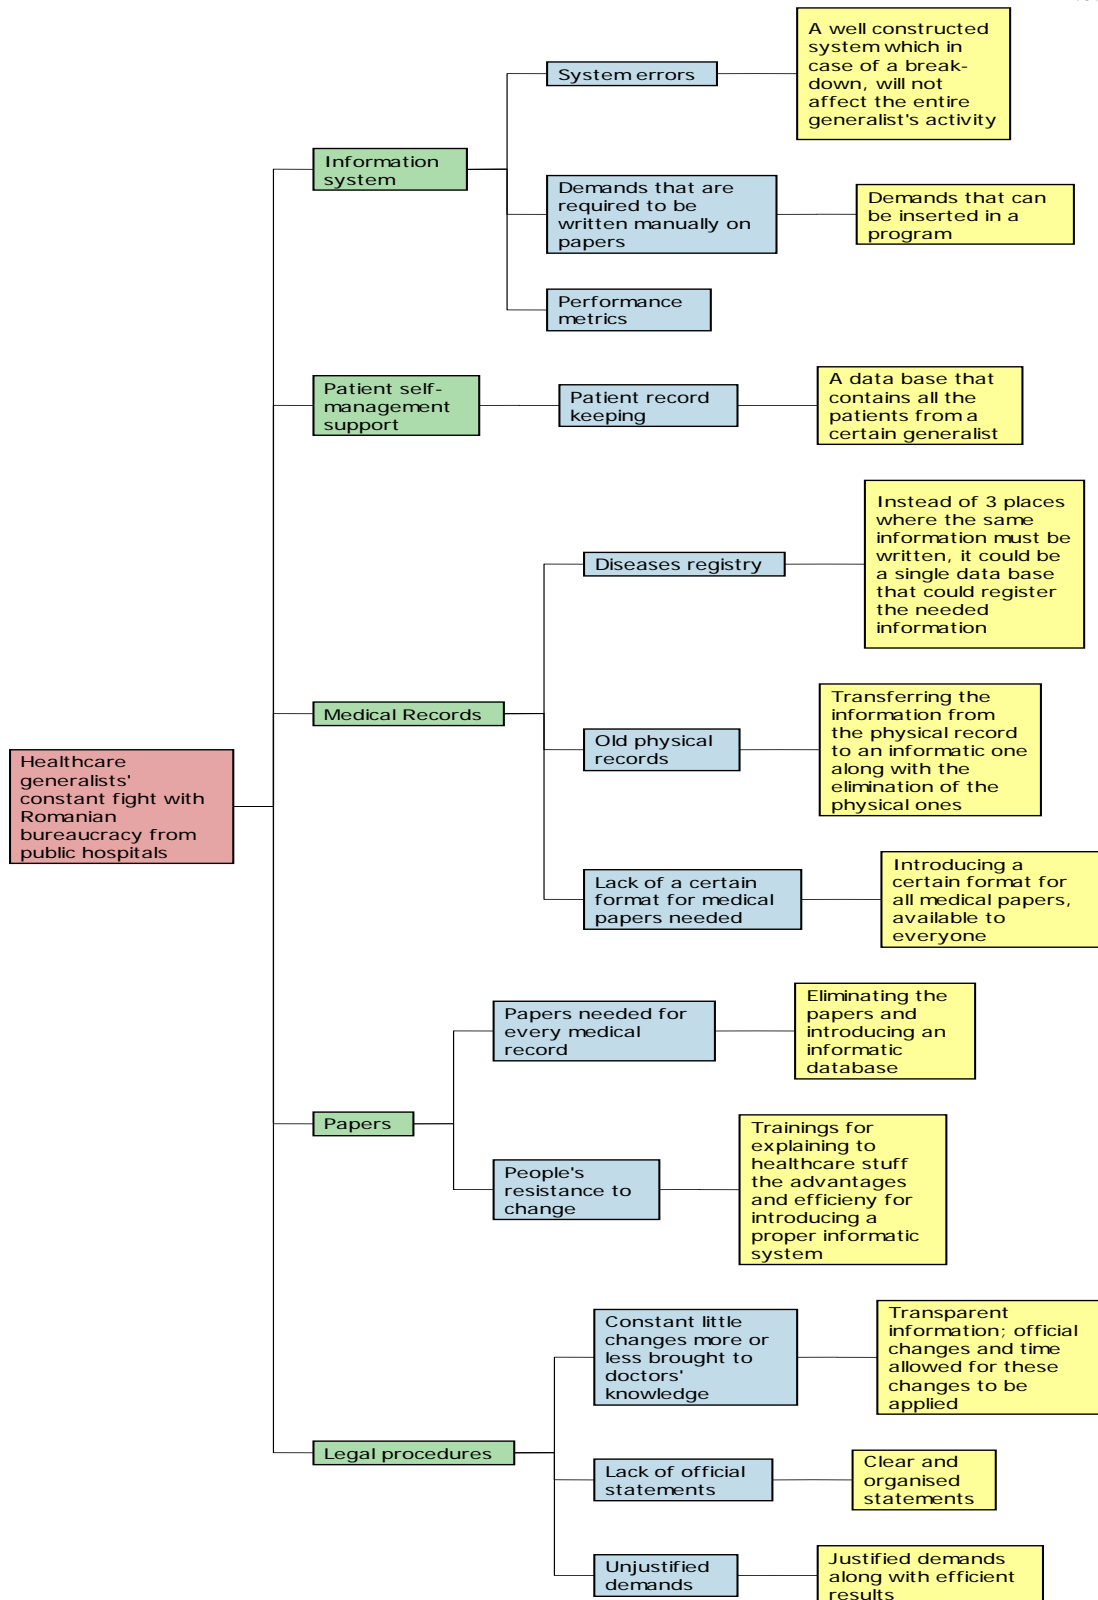 Healthcare
generalists'
constant fight with
Romanian
bureaucracy from
public hospitals
Information
system
System errors
A well constructed
system which in
case of a break-
down, will not
affect the entire
generalist's activity
Demands that are
required to be
written manually on
papers
Demands that can
be inserted in a
program
Performance
metrics
Patient self-
management
support
Patient record
keeping
A data base that
contains all the
patients from a
certain generalist
Medical Records
Diseases registry
Instead of 3 places
where the same
information must be
written, it could be
a single data base
that could register
the needed
information
Old physical
records
Transferring the
information from
the physical record
to an informatic one
along with the
elimination of the
physical ones
Lack of a certain
format for medical
papers needed
Introducing a
certain format for
all medical papers,
available to
everyone
Papers
Papers needed for
every medical
record
Eliminating the
papers and
introducing an
informatic
database
People's
resistance to
change
Trainings for
explaining to
healthcare stuff
the advantages
and efficieny for
introducing a
proper informatic
system
Legal procedures
Constant little
changes more or
less brought to
doctors'
knowledge
Transparent
information; official
changes and time
allowed for these
changes to be
applied
Lack of official
statements
Clear and
organised
statements
Unjustified
demands
Justified demands
along with efficient
results